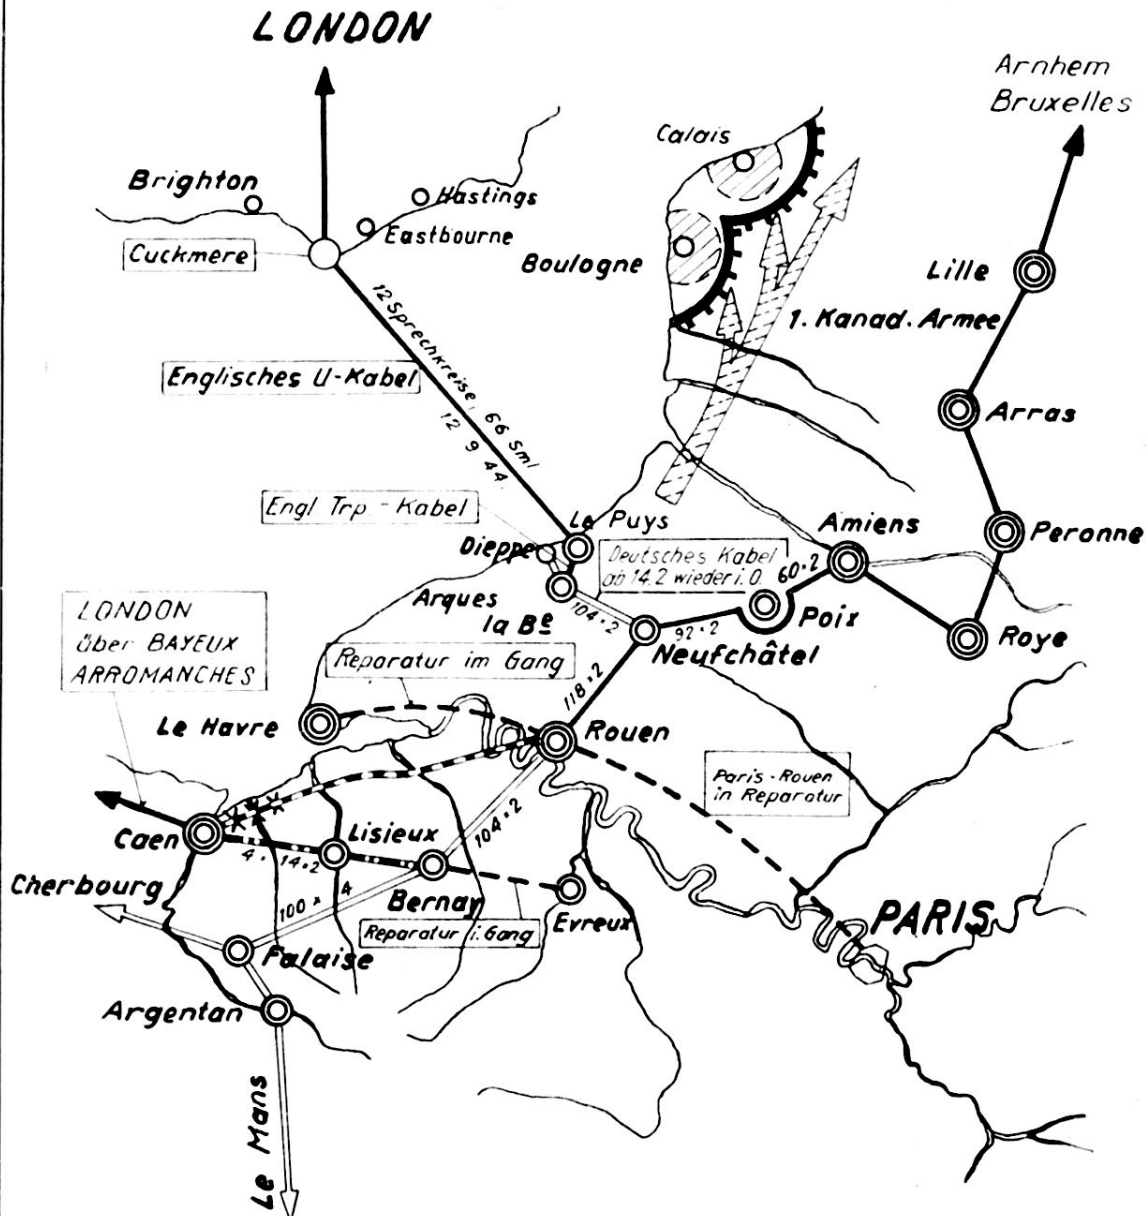 LONDON
Arnhem
Bruxelles
Calais
Brighton
Hastings
Eastbourne
Cuckmere
Boulogne
Lille
12 Sprechkreise, 66 Sml
12 9 44.
1. Kanad. Armee
Englisches U-Kabel
Arras
Engl Trp - Kabel
Le Puys
Amiens
Peronne
Dieppe
Deutsches Kabel
ab 14.2 wieder i. O.
60·2
Arques
la Be
104·2
92·2
Poix
Roye
Neufchâtel
LONDON
über BAYEUX
ARROMANCHES
Reparatur im Gang
118·2
Le Havre
Rouen
Paris-Rouen
in Reparatur
Caen
Lisieux
104·2
4 · 14·2
Cherbourg
100 x 4
Bernay
Evreux
Reparatur i. Gang
PARIS
Falaise
Argentan
Le Mans